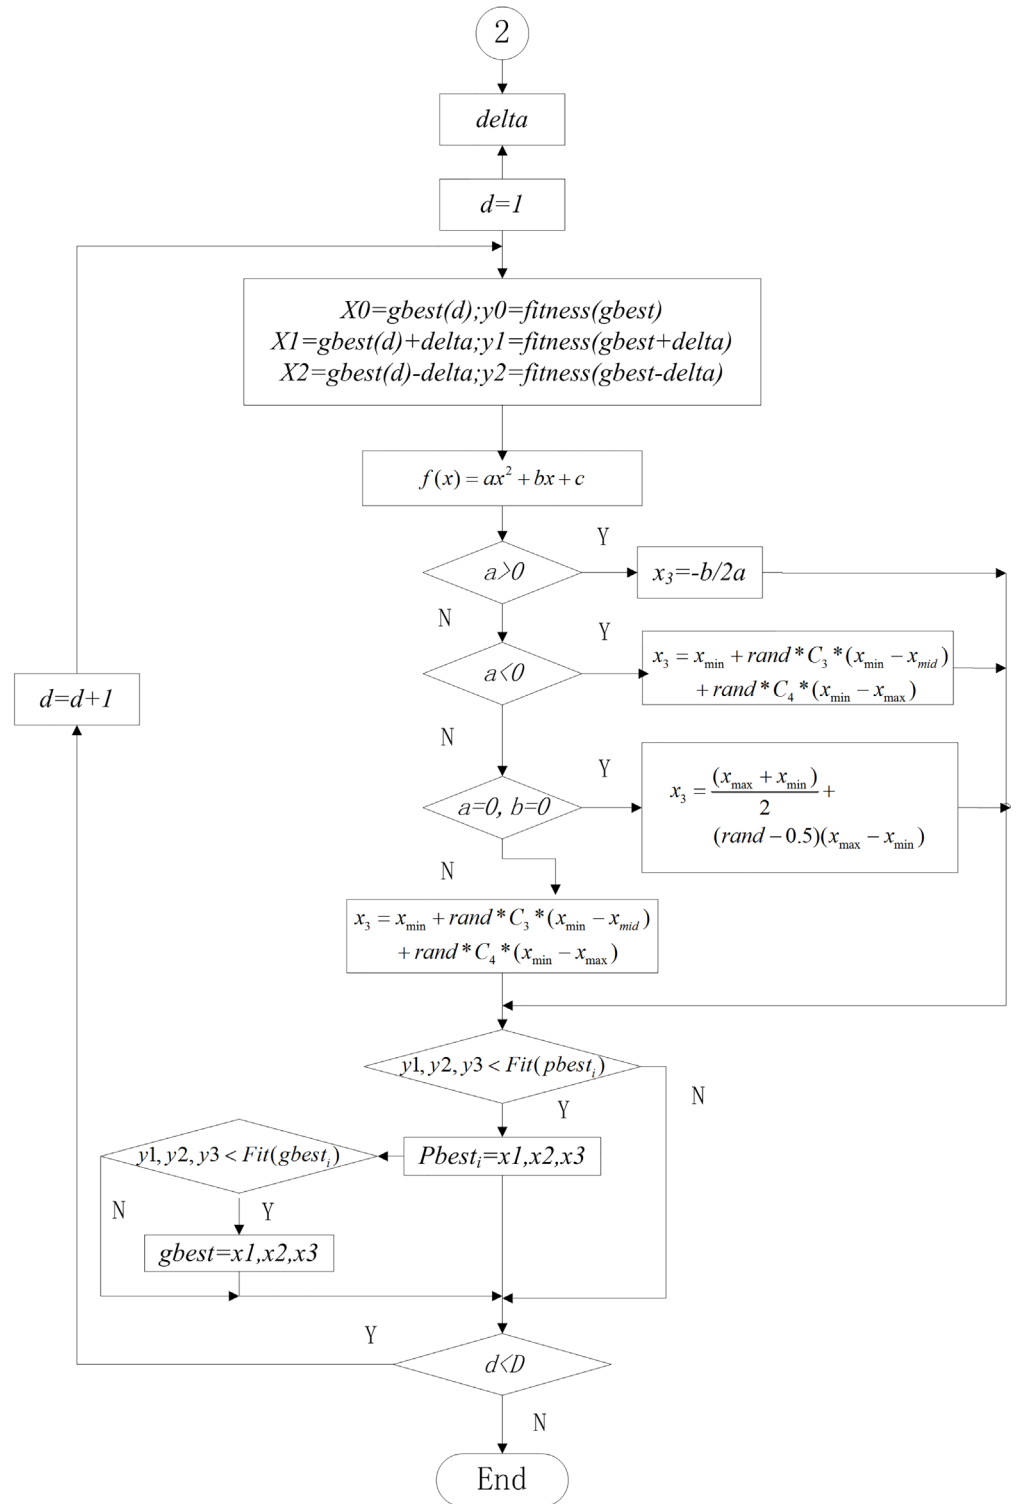 2
delta
d=1
X0=gbest(d);y0=fitness(gbest)
X1=gbest(d)+delta;y1=fitness(gbest+delta)
X2=gbest(d)-delta;y2=fitness(gbest-delta)
f(x) = ax² + bx + c
Y
a>0
x₃=-b/2a
N
Y
a<0
x₃ = x_min + rand * C₃ * (x_min − x_mid)
+ rand * C₄ * (x_min − x_max)
d=d+1
N
Y
a=0, b=0
x₃ = (x_max + x_min)/2 +
(rand − 0.5)(x_max − x_min)
N
x₃ = x_min + rand * C₃ * (x_min − x_mid)
+ rand * C₄ * (x_min − x_max)
y1, y2, y3 < Fit(pbest_i)
N
Y
y1, y2, y3 < Fit(gbest_i)
Pbest_i=x1,x2,x3
N
Y
gbest=x1,x2,x3
Y
d<D
N
End